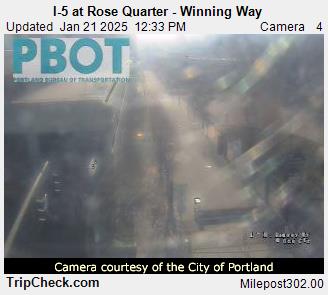 I-5 at Rose Quarter - Winning Way
Updated Jan 21 2025 12:33 PM Camera 4
PBOT
PORTLAND BUREAU OF TRANSPORTATION
Camera courtesy of the City of Portland
TripCheck.com Milepost302.00